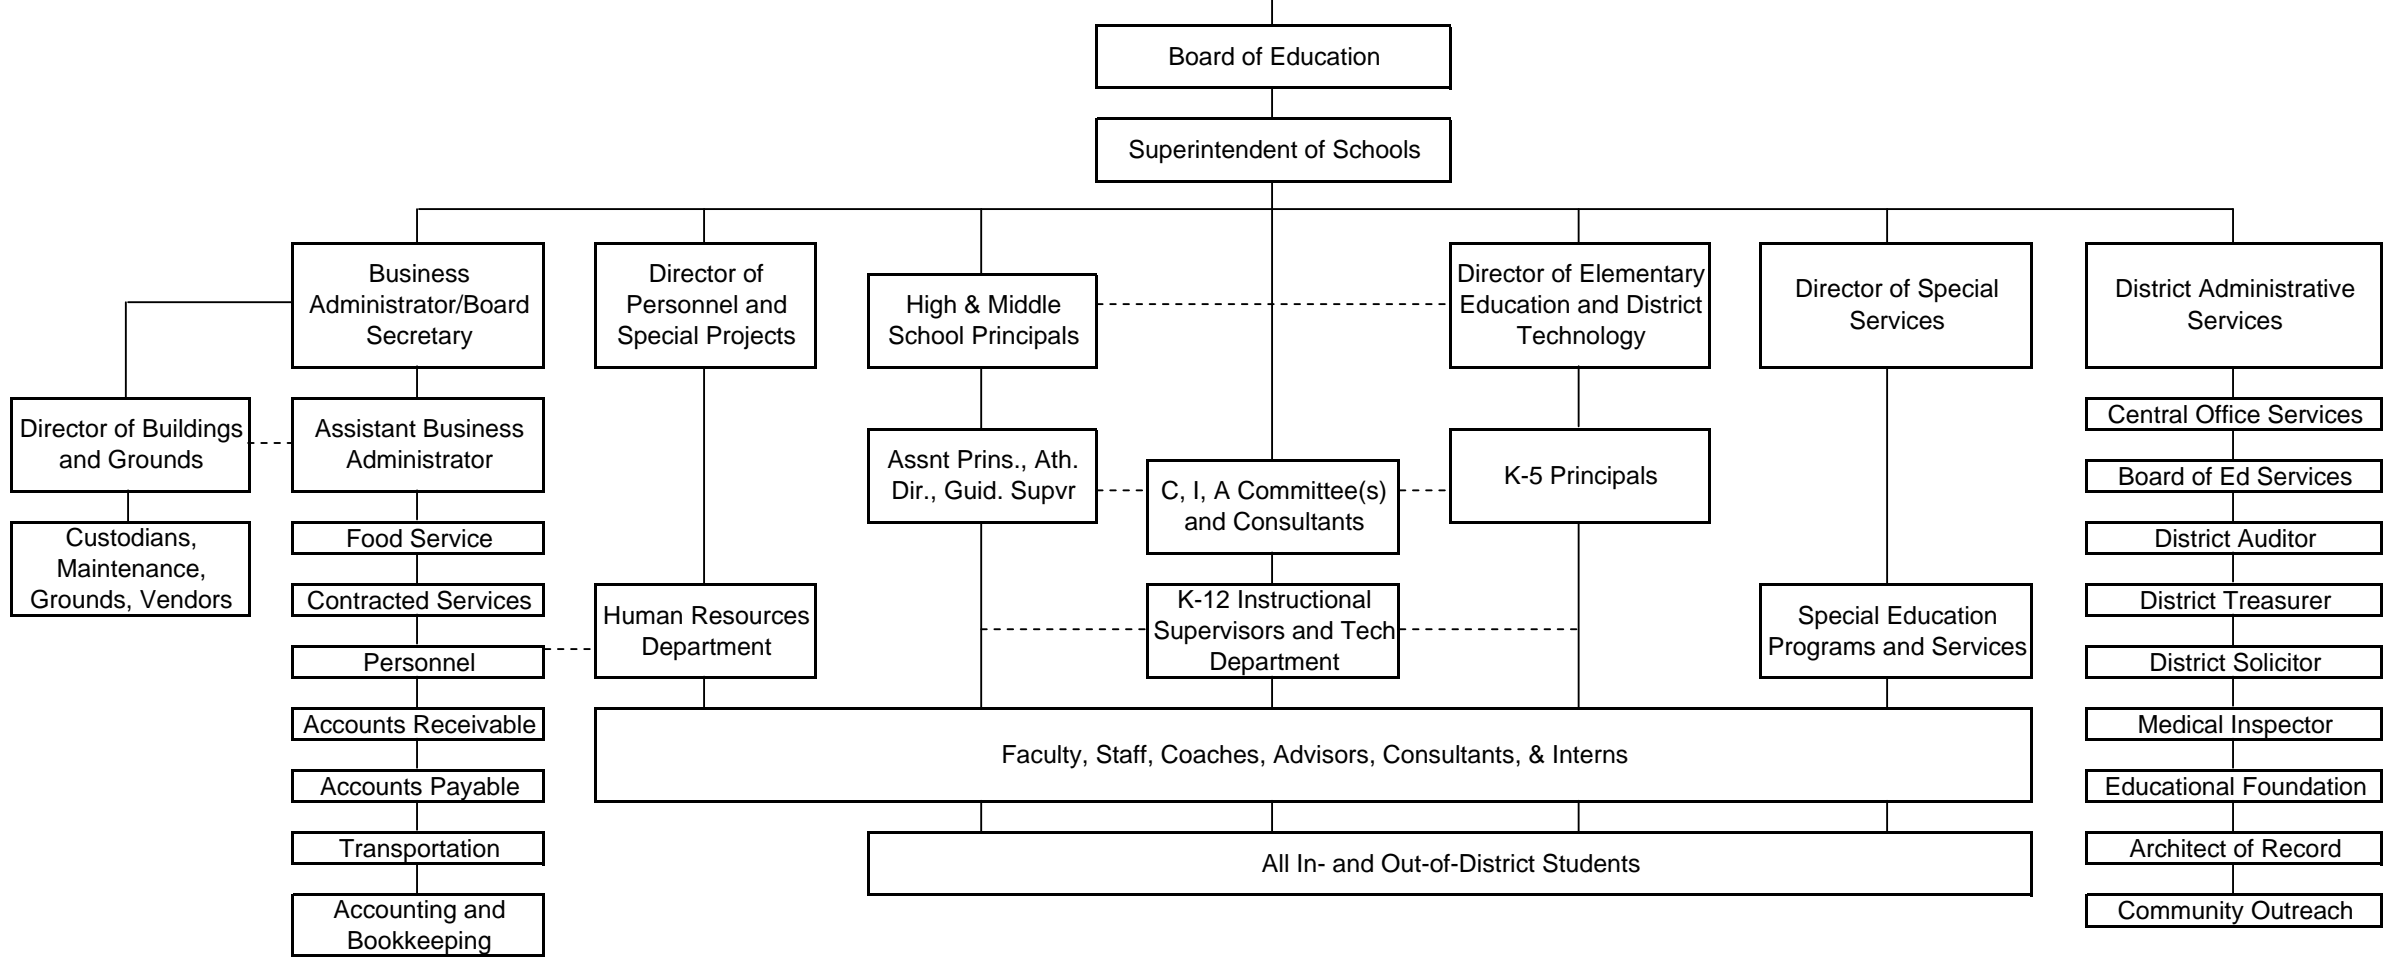 Board of Education
Superintendent of Schools
Business
Administrator/Board
Secretary
Director of
Personnel and
Special Projects
High & Middle
School Principals
Director of Elementary
Education and District
Technology
Director of Special
Services
District Administrative
Services
Director of Buildings
and Grounds
Assistant Business
Administrator
Assnt Prins., Ath.
Dir., Guid. Supvr
C, I, A Committee(s)
and Consultants
K-5 Principals
Central Office Services
Board of Ed Services
Custodians,
Maintenance,
Grounds, Vendors
Food Service
District Auditor
Contracted Services
Human Resources
Department
K-12 Instructional
Supervisors and Tech
Department
Special Education
Programs and Services
District Treasurer
Personnel
District Solicitor
Accounts Receivable
Faculty, Staff, Coaches, Advisors, Consultants, & Interns
Medical Inspector
Accounts Payable
Educational Foundation
Transportation
All In- and Out-of-District Students
Architect of Record
Accounting and
Bookkeeping
Community Outreach